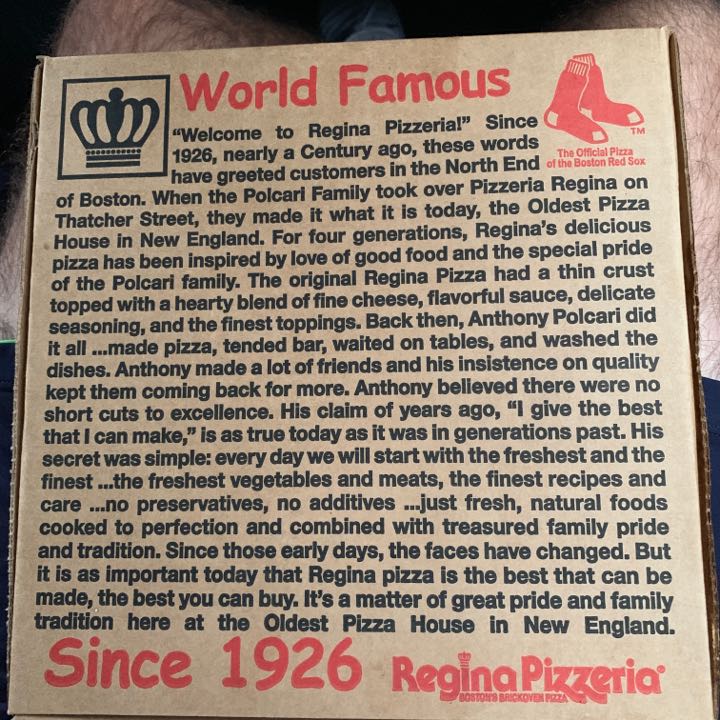 World Famous
"Welcome to Regina Pizzeria!" Since
1926, nearly a Century ago, these words
have greeted customers in the North End
TM
The Official Pizza
of the Boston Red Sox
of Boston. When the Polcari Family took over Pizzeria Regina on
Thatcher Street, they made it what it is today, the Oldest Pizza
House in New England. For four generations, Regina's delicious
pizza has been inspired by love of good food and the special pride
of the Polcari family. The original Regina Pizza had a thin crust
topped with a hearty blend of fine cheese, flavorful sauce, delicate
seasoning, and the finest toppings. Back then, Anthony Polcari did
it all ...made pizza, tended bar, waited on tables, and washed the
dishes. Anthony made a lot of friends and his insistence on quality
kept them coming back for more. Anthony believed there were no
short cuts to excellence. His claim of years ago, "I give the best
that I can make," is as true today as it was in generations past. His
secret was simple: every day we will start with the freshest and the
finest ...the freshest vegetables and meats, the finest recipes and
care ...no preservatives, no additives ...just fresh, natural foods
cooked to perfection and combined with treasured family pride
and tradition. Since those early days, the faces have changed. But
it is as important today that Regina pizza is the best that can be
made, the best you can buy. It's a matter of great pride and family
tradition here at the Oldest Pizza House in New England.
Since 1926
Regina Pizzeria®
BOSTON'S BRICKOVEN PIZZA